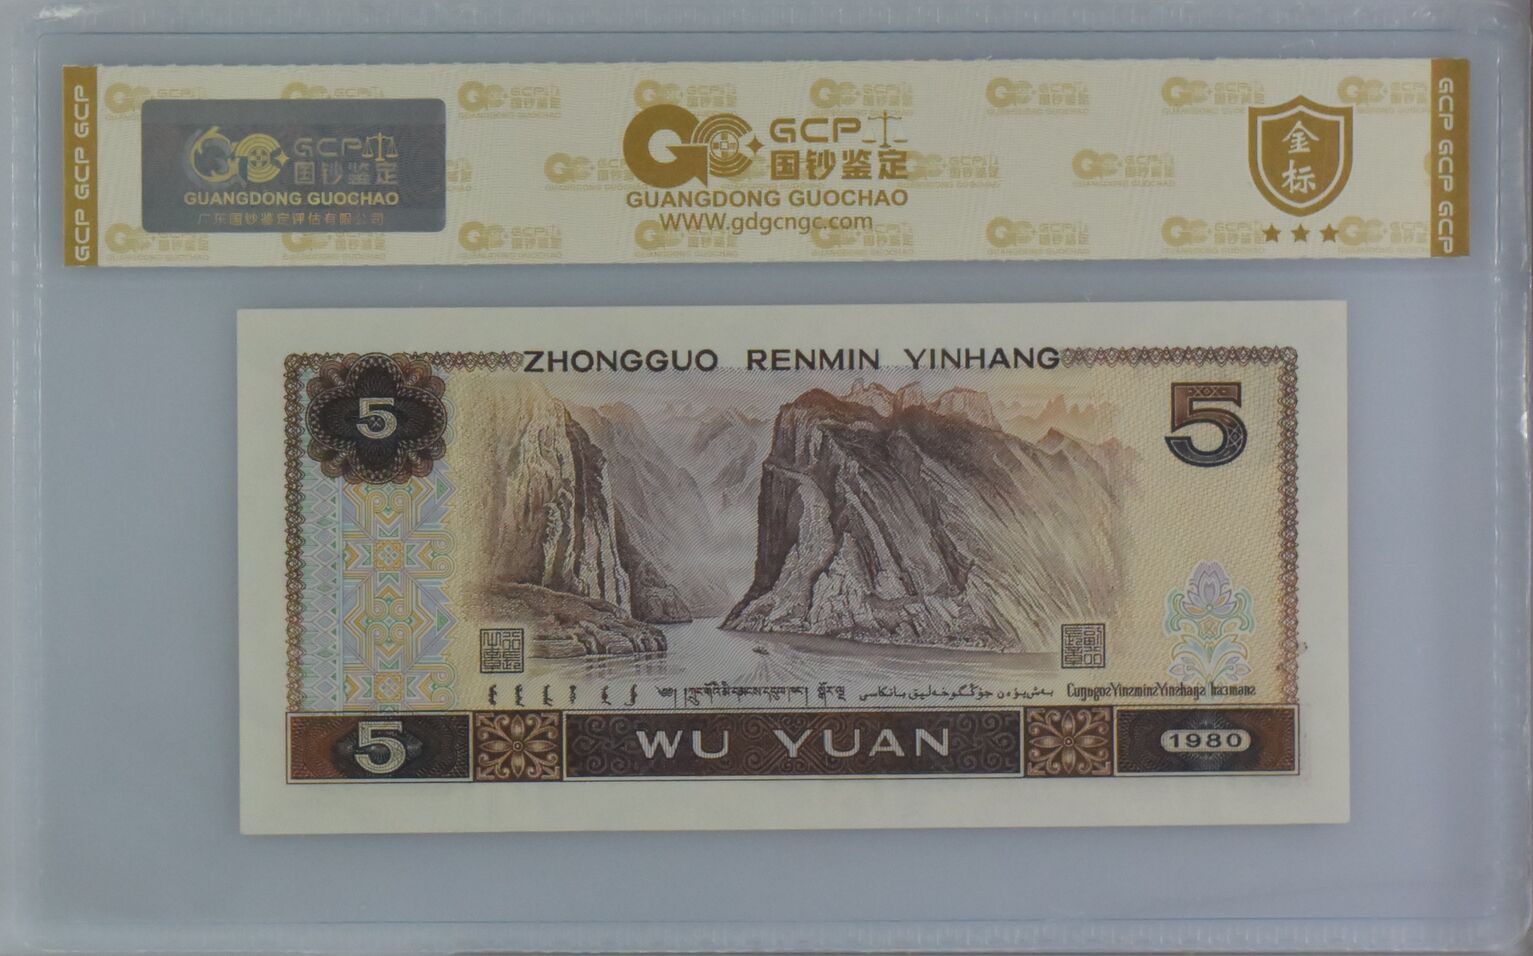 GCP GCP GCP
GCP 国钞鉴定
GUANGDONG GUOCHAO
广东国钞鉴定评估有限公司
GCP
国钞鉴定
GUANGDONG GUOCHAO
WWW.gdgcngc.com
金标
GCP GCP GCP
ZHONGGUO RENMIN YINHANG
5
5
5
WU YUAN
1980